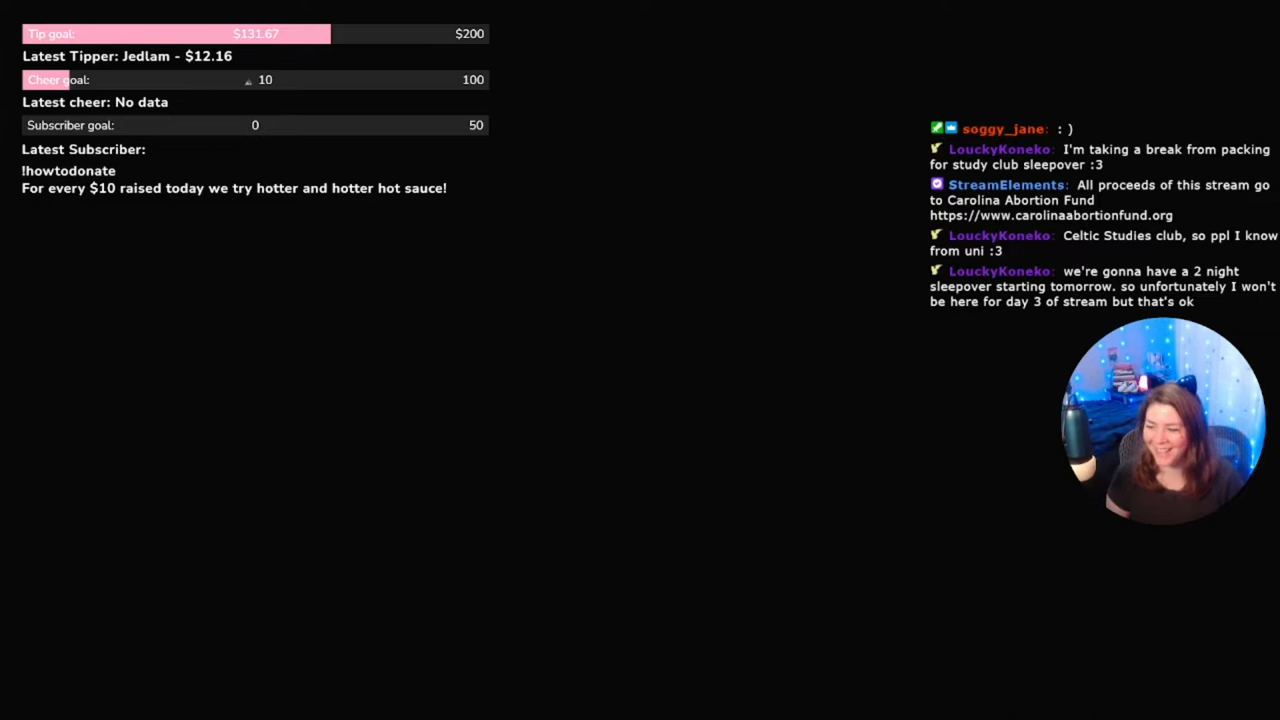 Tip goal: $131.67 $200
Latest Tipper: Jedlam - $12.16
Cheer goal: 10 100
Latest cheer: No data
Subscriber goal: 0 50
Latest Subscriber:
!howtodonate
For every $10 raised today we try hotter and hotter hot sauce!
soggy_jane: : )
LouckyKoneko: I'm taking a break from packing
for study club sleepover :3
StreamElements: All proceeds of this stream go
to Carolina Abortion Fund
https://www.carolinaabortionfund.org
LouckyKoneko: Celtic Studies club, so ppl I know
from uni :3
LouckyKoneko: we're gonna have a 2 night
sleepover starting tomorrow. so unfortunately I won't
be here for day 3 of stream but that's ok